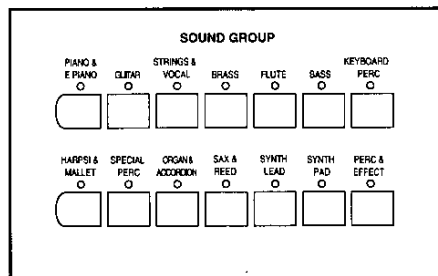 SOUND GROUP
PIANO &
E PIANO
GUITAR
STRINGS &
VOCAL
BRASS
FLUTE
BASS
KEYBOARD
PERC
HARPSI &
MALLET
SPECIAL
PERC
ORGAN &
ACCORDION
SAX &
REED
SYNTH
LEAD
SYNTH
PAD
PERC &
EFFECT